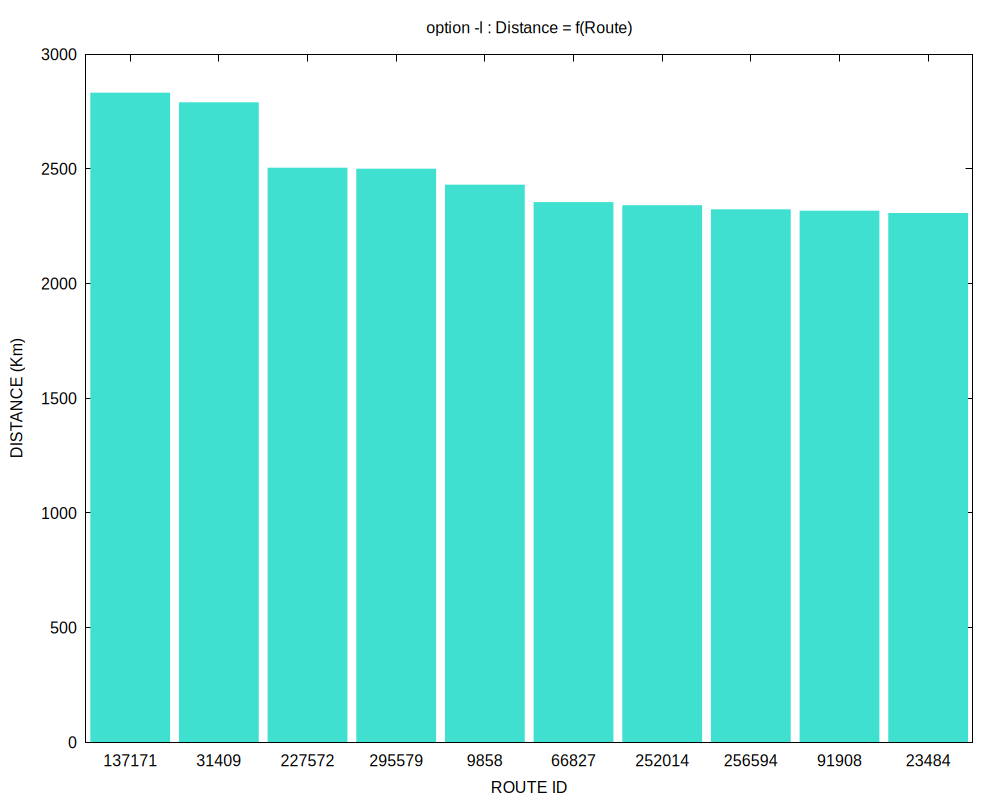 option -l : Distance = f(Route)
3000
2500
2000
1500
1000
500
0
DISTANCE (Km)
137171 31409 227572 295579 9858 66827 252014 256594 91908 23484
ROUTE ID